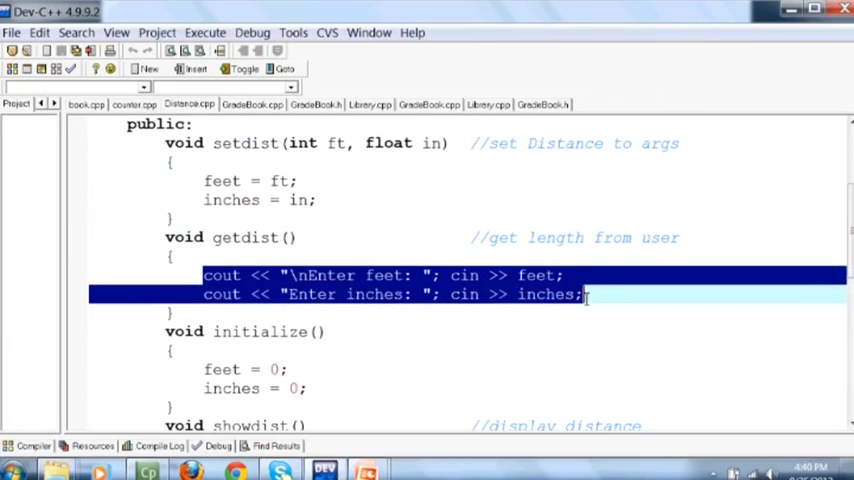 Dev-C++ 4.9.9.2
File Edit Search View Project Execute Debug Tools CVS Window Help
New Insert Toggle Goto
Project book.cpp counter.cpp Distance.cpp GradeBook.cpp GradeBook.h Library.cpp GradeBook.cpp Library.cpp GradeBook.h
public:
void setdist(int ft, float in) //set Distance to args
{
feet = ft;
inches = in;
}
void getdist() //get length from user
{
cout << "\nEnter feet: "; cin >> feet;
cout << "Enter inches: "; cin >> inches;
}
void initialize()
{
feet = 0;
inches = 0;
}
void showdist() //display distance
Compiler Resources Compile Log Debug Find Results
Cp DEV
4:40 PM